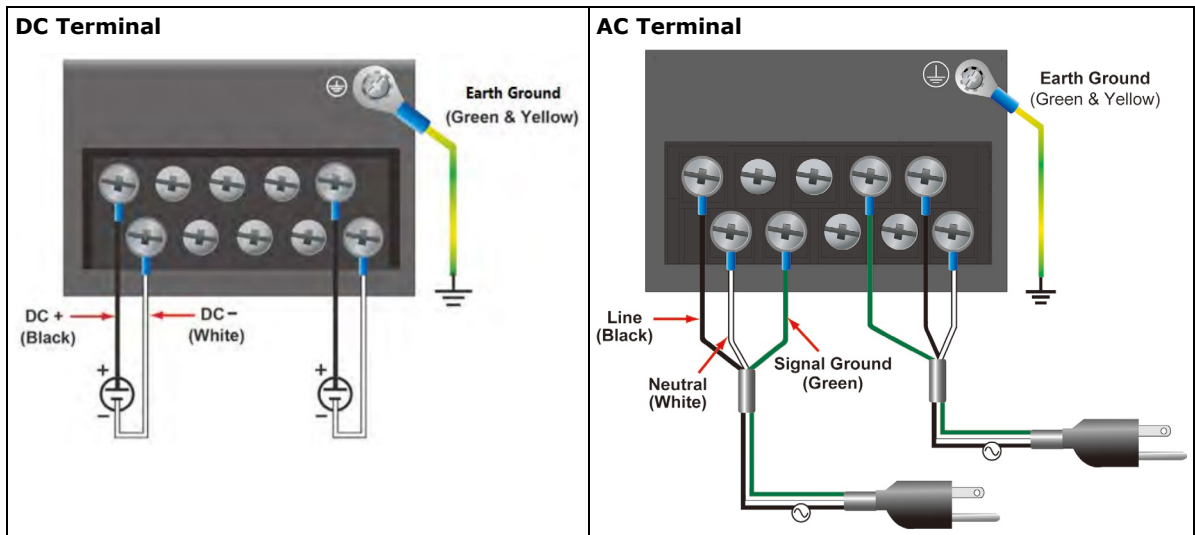 DC Terminal
Earth Ground
(Green & Yellow)
DC +
(Black)
DC−
(White)
+
−
+
−
AC Terminal
Earth Ground
(Green & Yellow)
Line
(Black)
Neutral
(White)
Signal Ground
(Green)